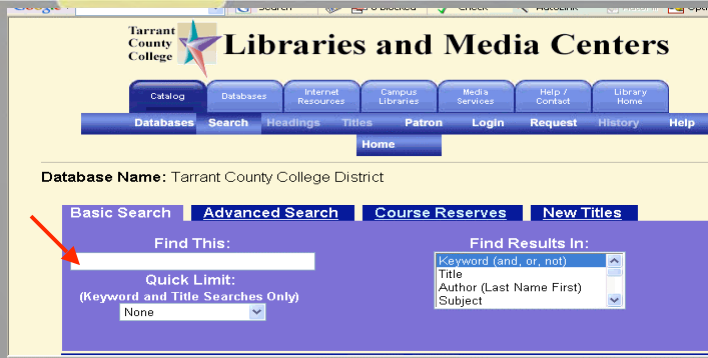 Google Search Blocked Check AutoLink
Tarrant
County
College
Libraries and Media Centers
Catalog
Databases
Internet
Resources
Campus
Libraries
Media
Services
Help /
Contact
Library
Home
Databases Search Headings Titles Patron Login Request History Help
Home
Database Name: Tarrant County College District
Basic Search Advanced Search Course Reserves New Titles
Find This:
Quick Limit:
(Keyword and Title Searches Only)
None
Find Results In:
Keyword (and, or, not)
Title
Author (Last Name First)
Subject